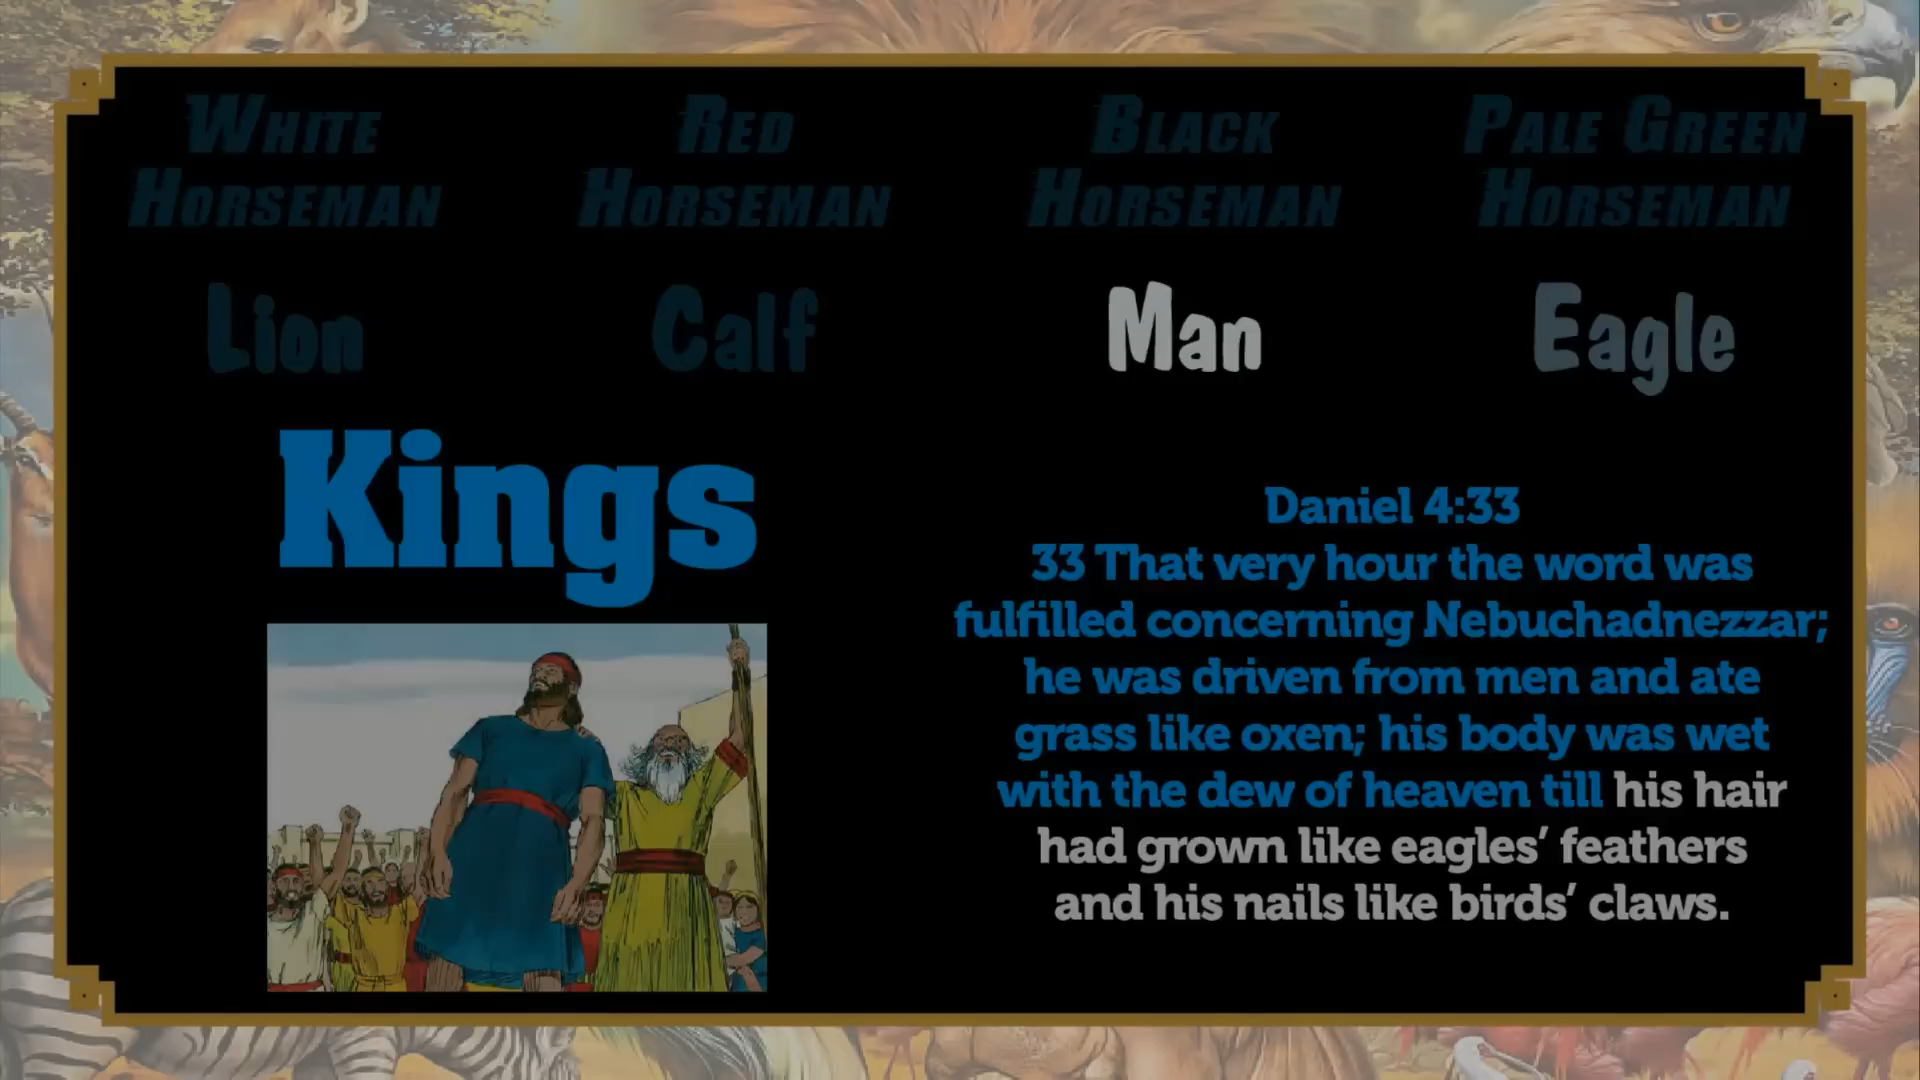 WHITE HORSEMAN
RED HORSEMAN
BLACK HORSEMAN
PALE GREEN HORSEMAN
Lion
Calf
Man
Eagle
Kings
Daniel 4:33
33 That very hour the word was
fulfilled concerning Nebuchadnezzar;
he was driven from men and ate
grass like oxen; his body was wet
with the dew of heaven till his hair
had grown like eagles’ feathers
and his nails like birds’ claws.